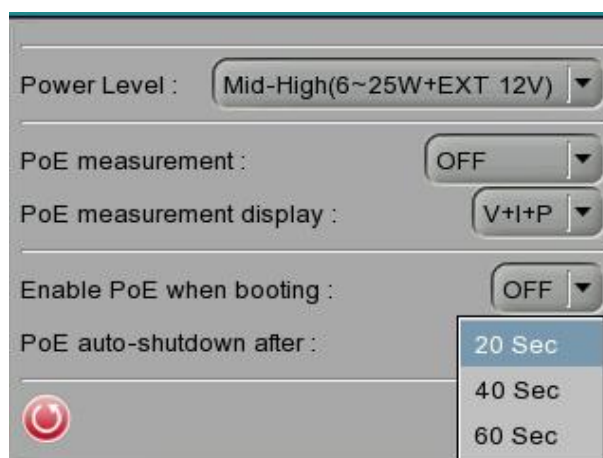 Power Level : Mid-High(6~25W+EXT 12V)
PoE measurement : OFF
PoE measurement display : V+I+P
Enable PoE when booting : OFF
PoE auto-shutdown after : 20 Sec
40 Sec
60 Sec